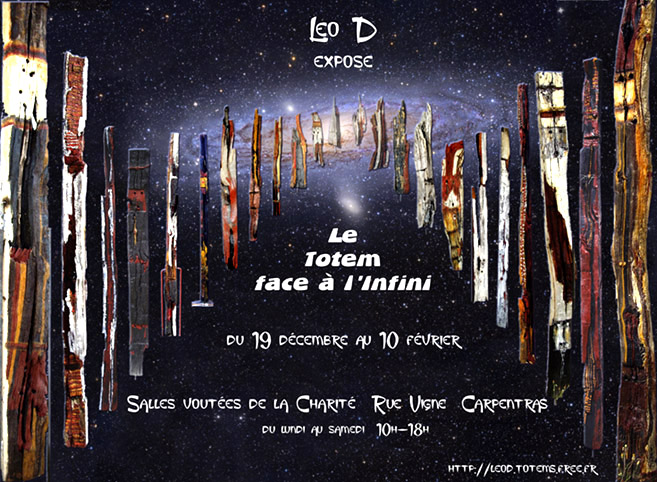 Leo D
expose
Le
Totem
face à l'Infini
du 19 décembre au 10 février
Salles voutées de la Charité Rue Vigne Carpentras
du lundi au samedi 10h-18h
http://leod.totems.free.fr